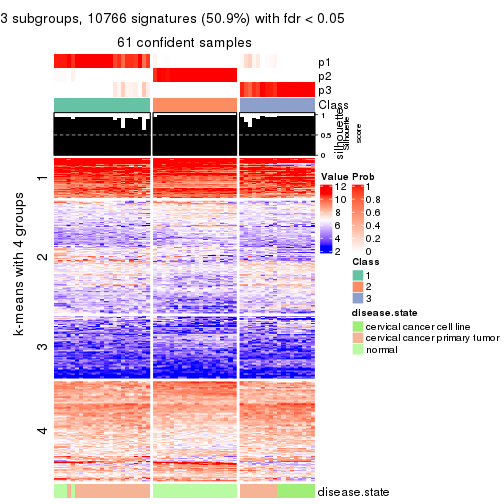 3 subgroups, 10766 signatures (50.9%) with fdr < 0.05
61 confident samples
p1
p2
p3
Class
silhouette
1
0.5
0
Silhouette
score
k-means with 4 groups
1
2
3
4
Value
12
10
8
6
4
2
Prob
1
0.8
0.6
0.4
0.2
0
Class
1
2
3
disease.state
cervical cancer cell line
cervical cancer primary tumor
normal
disease.state